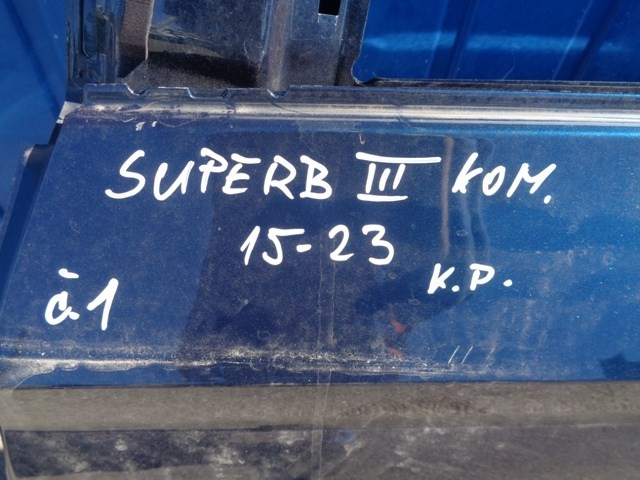 SUPERB III KOM.
15-23
K.P.
č.1